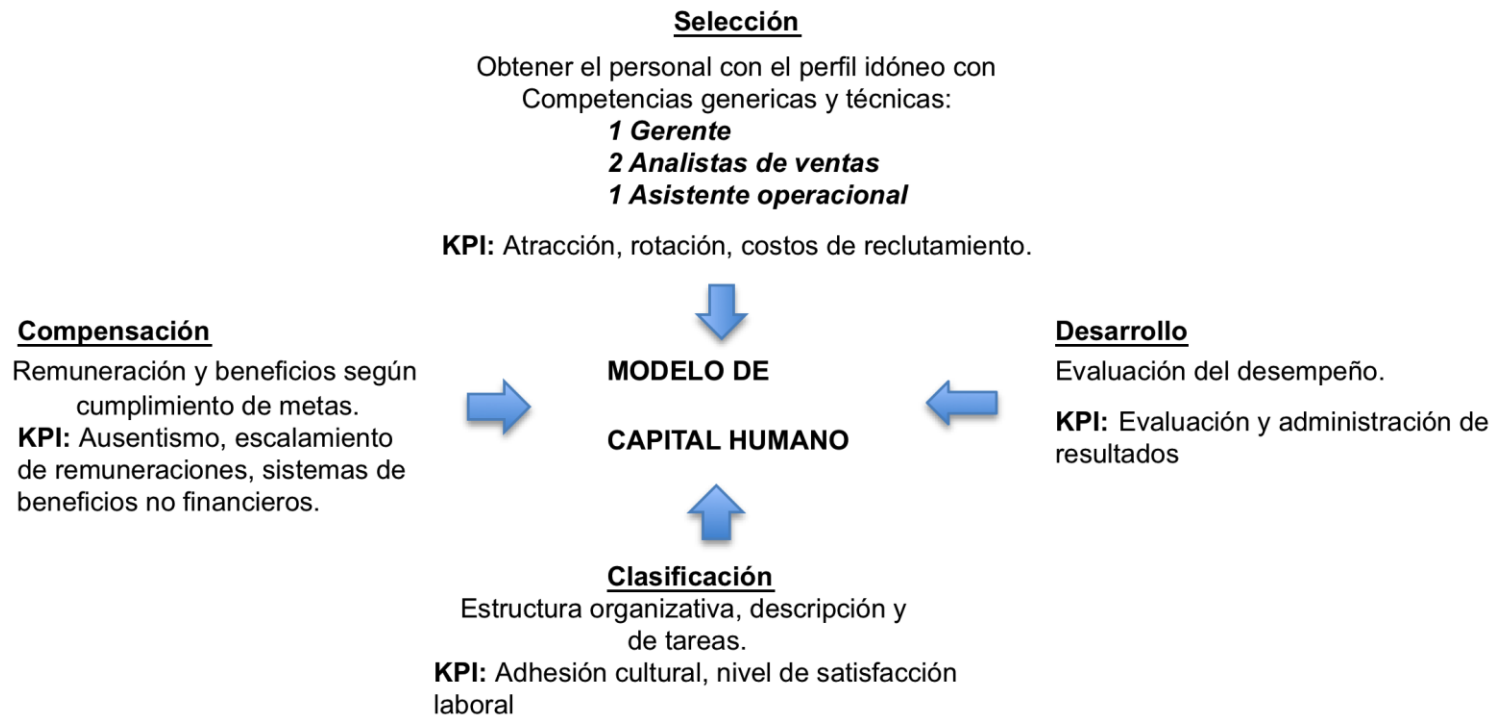 Selección
Obtener el personal con el perfil idóneo con
Competencias genericas y técnicas:
1 Gerente
2 Analistas de ventas
1 Asistente operacional
KPI: Atracción, rotación, costos de reclutamiento.
Compensación
Remuneración y beneficios según
cumplimiento de metas.
KPI: Ausentismo, escalamiento
de remuneraciones, sistemas de
beneficios no financieros.
MODELO DE
CAPITAL HUMANO
Desarrollo
Evaluación del desempeño.
KPI: Evaluación y administración de
resultados
Clasificación
Estructura organizativa, descripción y
de tareas.
KPI: Adhesión cultural, nivel de satisfacción
laboral